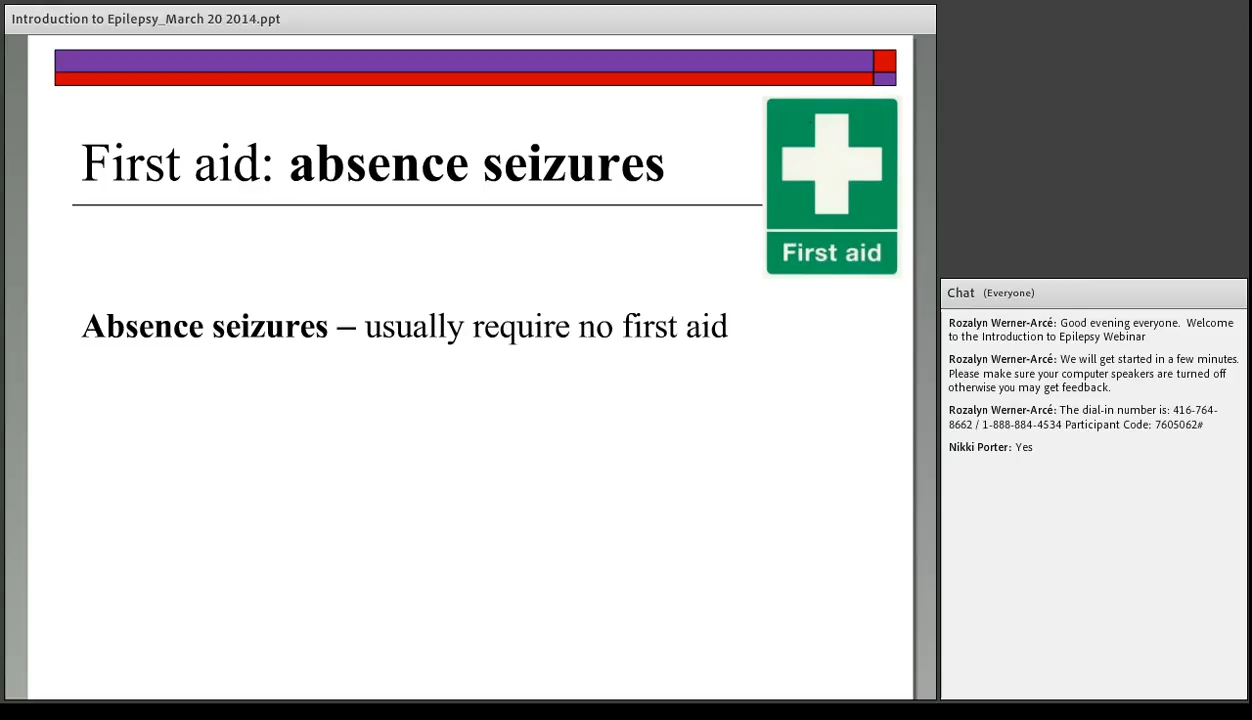 Introduction to Epilepsy_March 20 2014.ppt
First aid: absence seizures
First aid
Absence seizures – usually require no first aid
Chat (Everyone)
Rozalyn Werner-Arcé: Good evening everyone.  Welcome
to the Introduction to Epilepsy Webinar
Rozalyn Werner-Arcé: We will get started in a few minutes.
Please make sure your computer speakers are turned off
otherwise you may get feedback.
Rozalyn Werner-Arcé: The dial-in number is: 416-764-
8662 / 1-888-884-4534 Participant Code: 7605062#
Nikki Porter: Yes